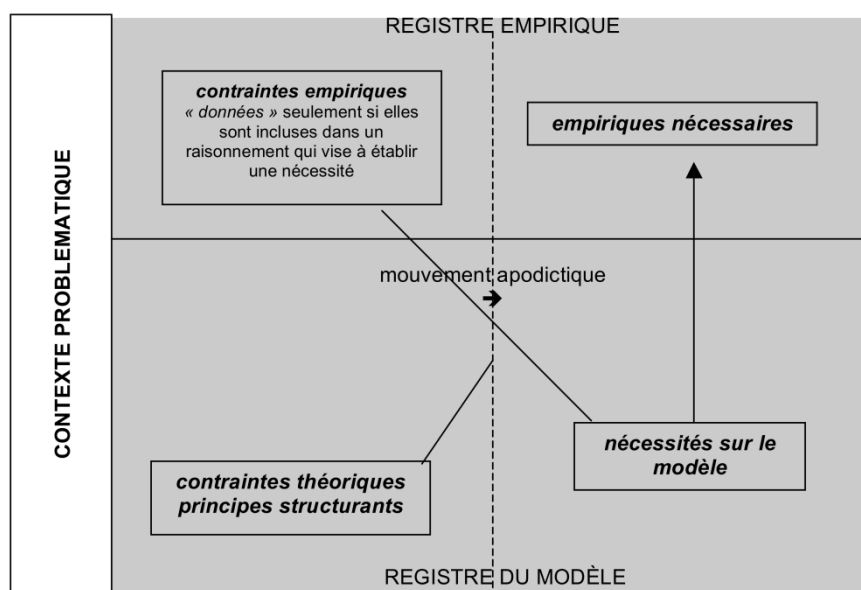 REGISTRE EMPIRIQUE
contraintes empiriques
« données » seulement si elles
sont incluses dans un
raisonnement qui vise à établir
une nécessité
empiriques nécessaires
CONTEXTE PROBLEMATIQUE
mouvement apodictique
➔
nécessités sur le
modèle
contraintes théoriques
principes structurants
REGISTRE DU MODÈLE